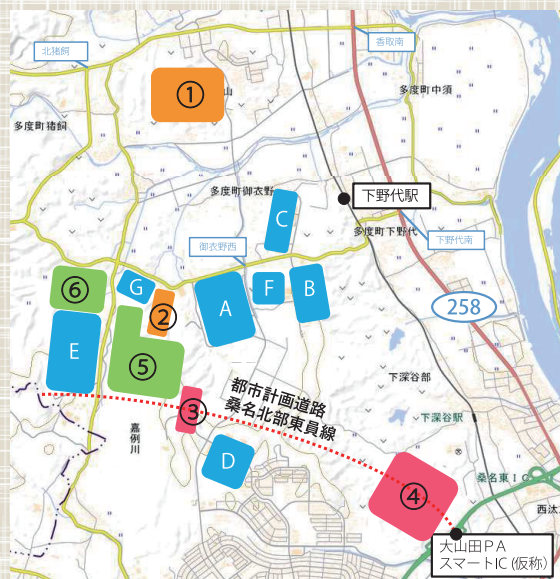 北猪飼
香取南
①
山
多度町中須
多度町猪飼
多度町御衣野
下野代駅
C
多度町下野代
御衣野西
下野代南
⑥
G
②
A
F
B
258
E
⑤
都市計画道路
桑名北部東員線
下深谷部
③
下深谷駅
嘉例川
D
④
桑名東IC
西汰
大山田PA
スマートIC(仮称)